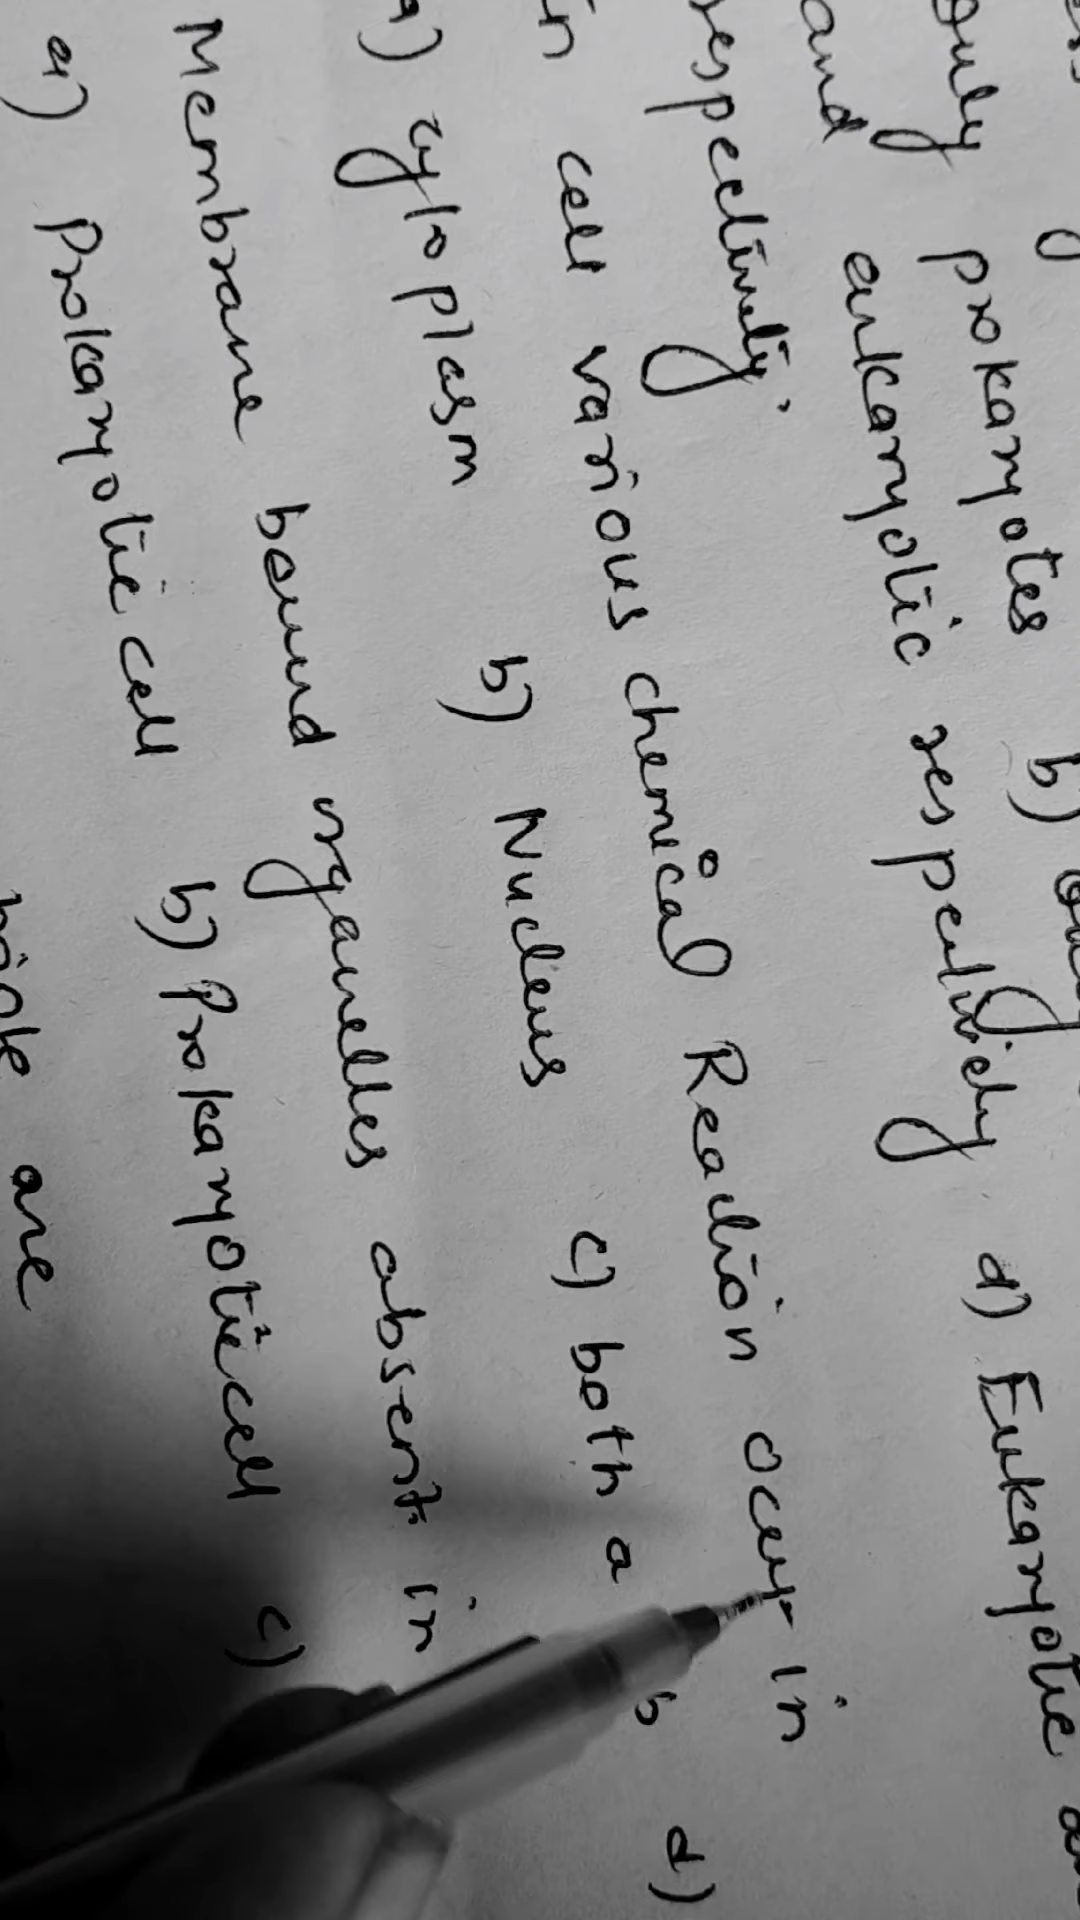 only prokaryotes b)
and eukaryotic respectively d) Eukaryotic
respectively.
in cell various chemical Reaction occur in
a) cytoplasm b) Nucleus c) both a b d)
Membrane bound organelles absent in
a) Prokaryotic cell b) Prokaryotic cell c)
are